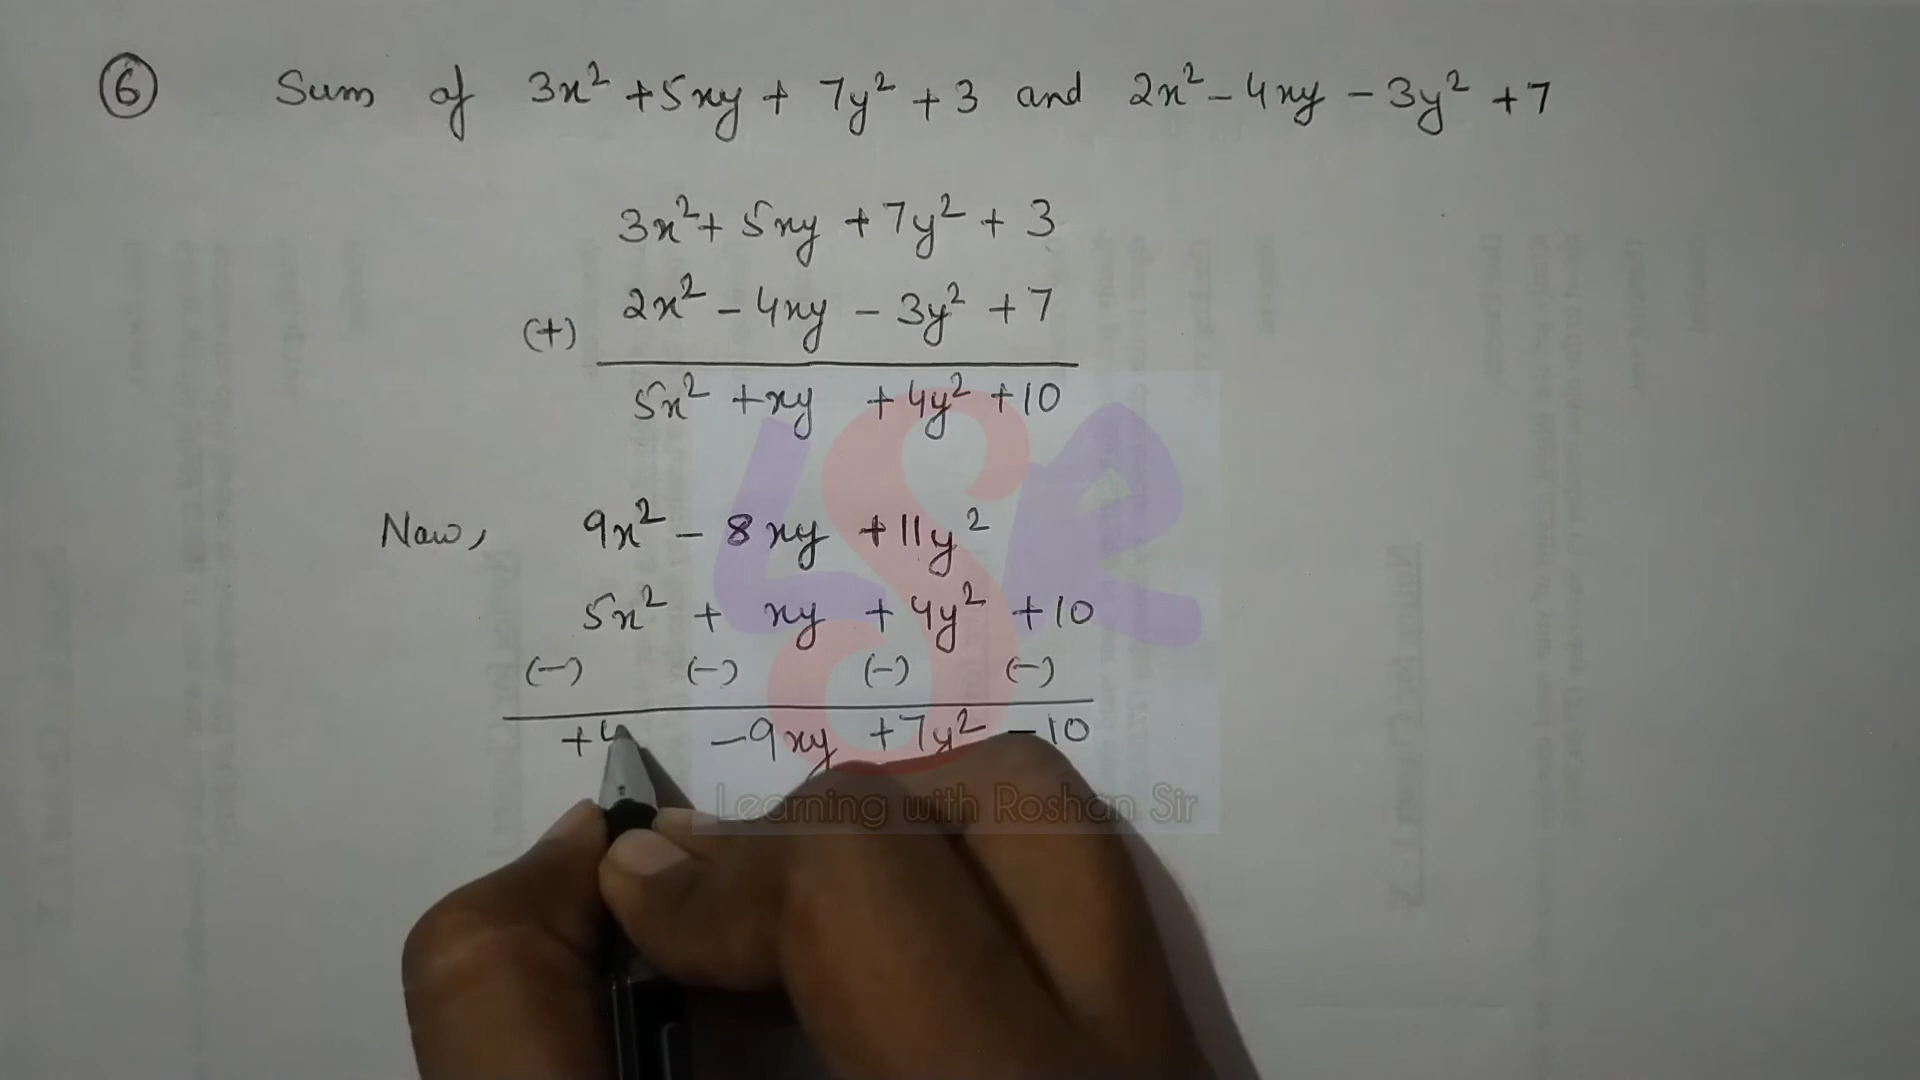 6 Sum of 3x² + 5xy + 7y² + 3 and 2x² - 4xy - 3y² + 7
3x² + 5xy + 7y² + 3
2x² - 4xy - 3y² + 7
(+)
5x² + xy + 4y² + 10
Now, 9x² - 8xy + 11y²
5x² + xy + 4y² + 10
(-) (-) (-) (-)
+4 -9xy + 7y² - 10
LSR
Learning with Roshan Sir